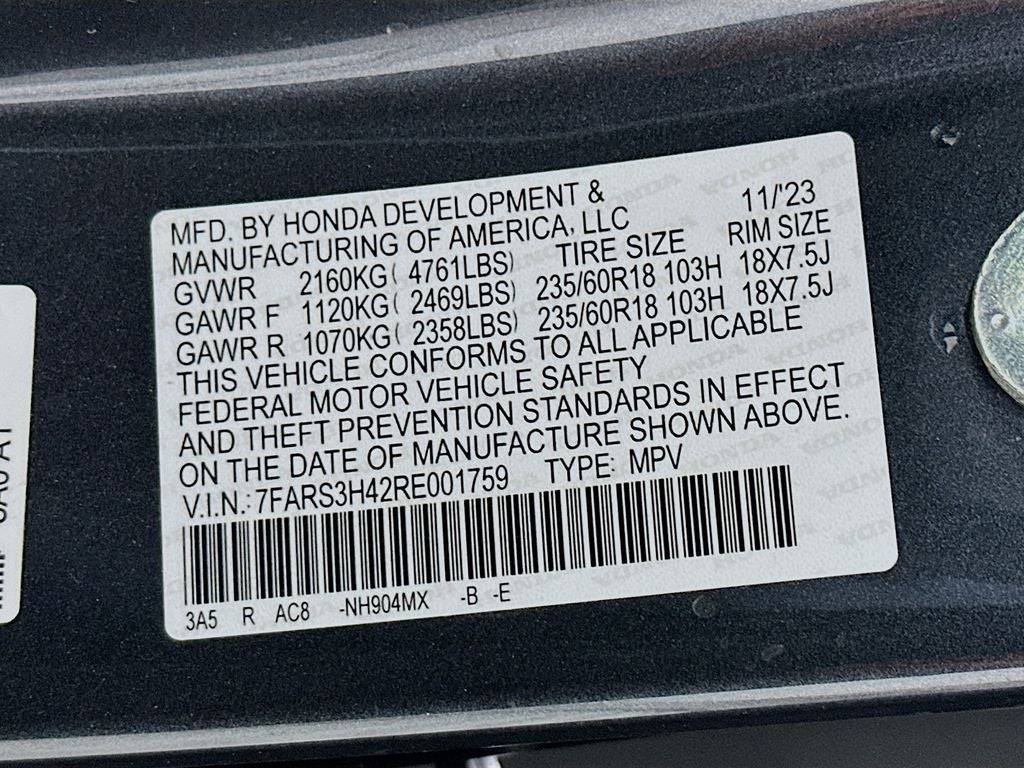 MFD. BY HONDA DEVELOPMENT & 11/'23
MANUFACTURING OF AMERICA, LLC
GVWR 2160KG( 4761LBS) TIRE SIZE RIM SIZE
GAWR F 1120KG( 2469LBS) 235/60R18 103H 18X7.5J
GAWR R 1070KG( 2358LBS) 235/60R18 103H 18X7.5J
THIS VEHICLE CONFORMS TO ALL APPLICABLE
FEDERAL MOTOR VEHICLE SAFETY
AND THEFT PREVENTION STANDARDS IN EFFECT
ON THE DATE OF MANUFACTURE SHOWN ABOVE.
V.I.N.:7FARS3H42RE001759 TYPE: MPV
3A5 R AC8 -NH904MX -B -E